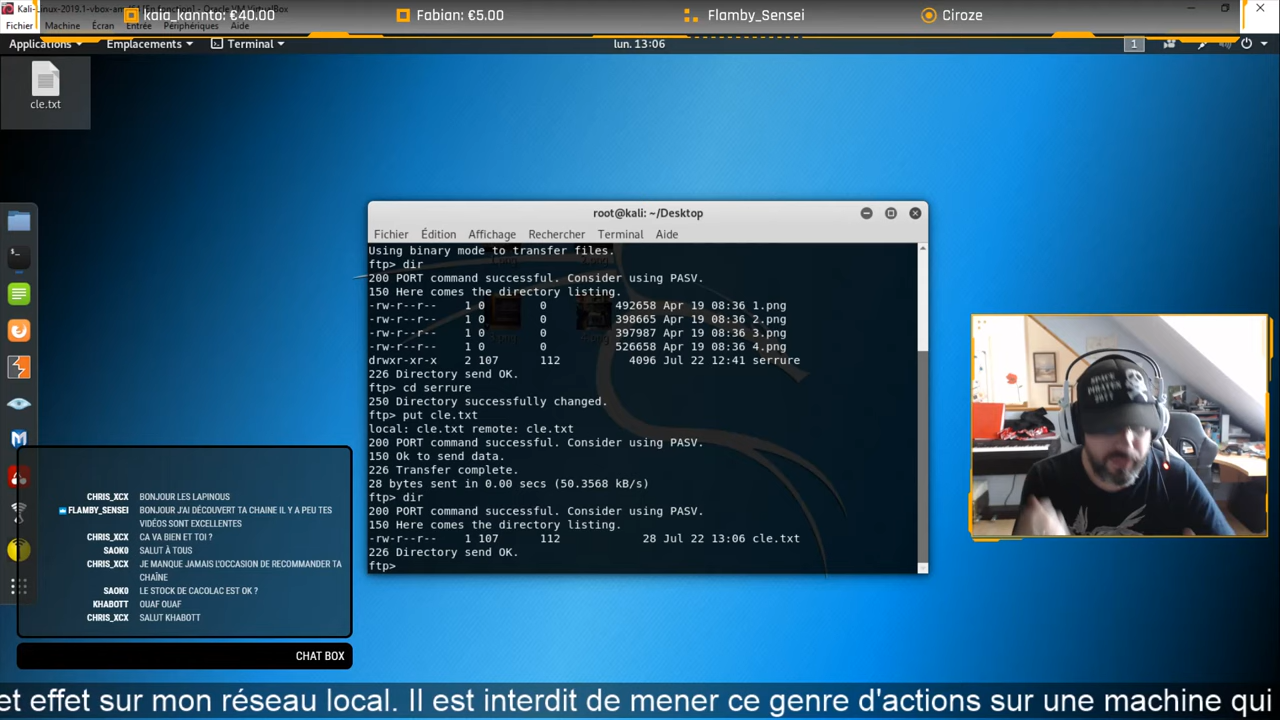 Kali-Linux-2019.1-vbox-am [En fonction] - Oracle VM VirtualBox
kaia_kannto: €40.00
Fabian: €5.00
Flamby_Sensei
Ciroze
Fichier Machine Écran Entrée Périphériques Aide
Applications Emplacements Terminal
lun. 13:06
1
cle.txt
root@kali: ~/Desktop
Fichier Édition Affichage Rechercher Terminal Aide
Using binary mode to transfer files.
ftp> dir
200 PORT command successful. Consider using PASV.
150 Here comes the directory listing.
-rw-r--r-- 1 0 0 492658 Apr 19 08:36 1.png
-rw-r--r-- 1 0 0 398665 Apr 19 08:36 2.png
-rw-r--r-- 1 0 0 397987 Apr 19 08:36 3.png
-rw-r--r-- 1 0 0 526658 Apr 19 08:36 4.png
drwxr-xr-x 2 107 112 4096 Jul 22 12:41 serrure
226 Directory send OK.
ftp> cd serrure
250 Directory successfully changed.
ftp> put cle.txt
local: cle.txt remote: cle.txt
200 PORT command successful. Consider using PASV.
150 Ok to send data.
226 Transfer complete.
28 bytes sent in 0.00 secs (50.3568 kB/s)
ftp> dir
200 PORT command successful. Consider using PASV.
150 Here comes the directory listing.
-rw-r--r-- 1 107 112 28 Jul 22 13:06 cle.txt
226 Directory send OK.
ftp>
CHRIS_XCX BONJOUR LES LAPINOUS
FLAMBY_SENSEI BONJOUR J'AI DÉCOUVERT TA CHAINE IL Y A PEU TES
VIDÉOS SONT EXCELLENTES
CHRIS_XCX CA VA BIEN ET TOI ?
SAOK0 SALUT À TOUS
CHRIS_XCX JE MANQUE JAMAIS L'OCCASION DE RECOMMANDER TA
CHAÎNE
SAOK0 LE STOCK DE CACOLAC EST OK ?
KHABOTT OUAF OUAF
CHRIS_XCX SALUT KHABOTT
CHAT BOX
et effet sur mon réseau local. Il est interdit de mener ce genre d'actions sur une machine qui